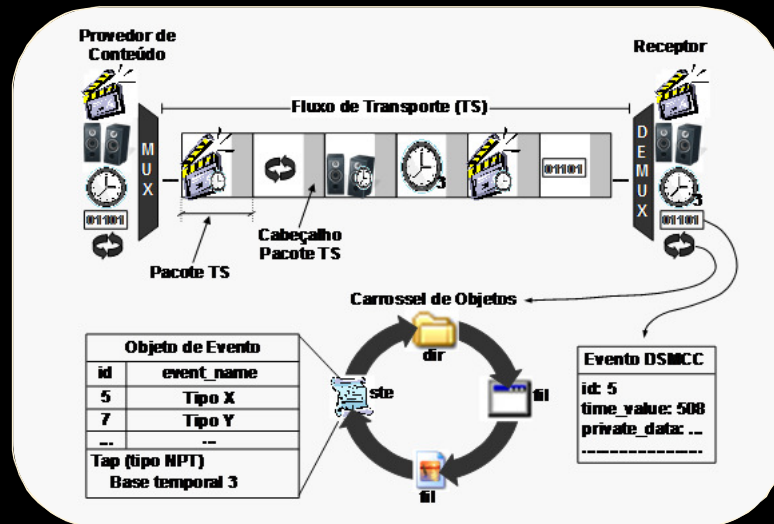 Provedor de
Conteúdo
Receptor
Fluxo de Transporte (TS)
MUX
DEMUX
3
01101
3
01101
01101
Cabeçalho
Pacote TS
Pacote TS
Carrossel de Objetos
dir
ste
fil
fil
Objeto de Evento
id event_name
5 Tipo X
7 Tipo Y
... ...
Tap (tipo NPT)
Base temporal 3
Evento DSMCC
id: 5
time_value: 508
private_data: ...
--------------------